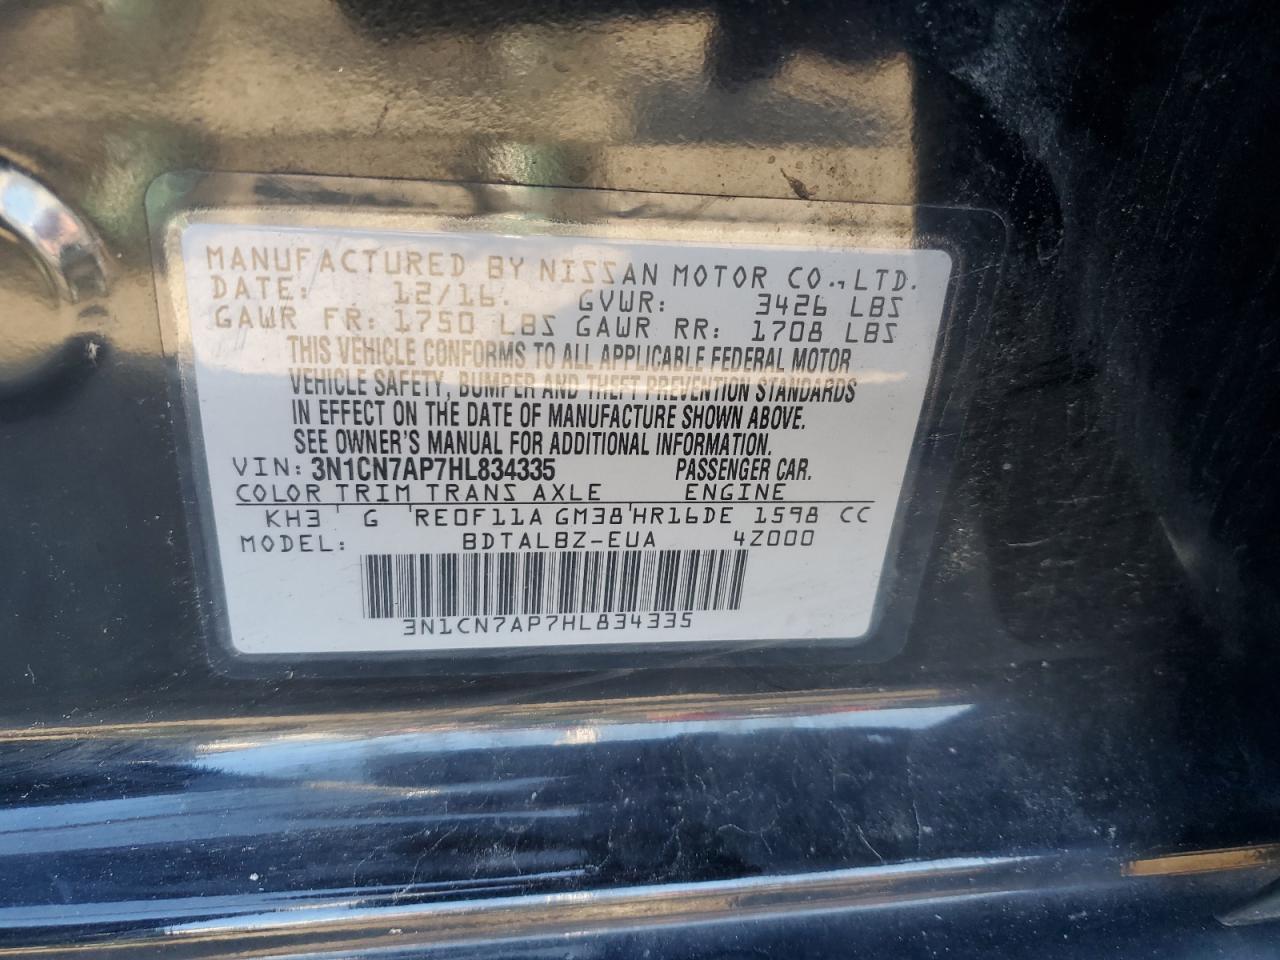 MANUFACTURED BY NISSAN MOTOR CO., LTD.
DATE: 12/16. GVWR: 3426 LBS
GAWR FR: 1750 LBS GAWR RR: 1708 LBS
THIS VEHICLE CONFORMS TO ALL APPLICABLE FEDERAL MOTOR
VEHICLE SAFETY, BUMPER AND THEFT PREVENTION STANDARDS
IN EFFECT ON THE DATE OF MANUFACTURE SHOWN ABOVE.
SEE OWNER'S MANUAL FOR ADDITIONAL INFORMATION.
VIN: 3N1CN7AP7HL834335 PASSENGER CAR.
COLOR TRIM TRANS AXLE ENGINE
KH3 G RE0F11A GM38 HR16DE 1598 CC
MODEL: BDTALBZ-EUA 4Z000
3N1CN7AP7HL834335